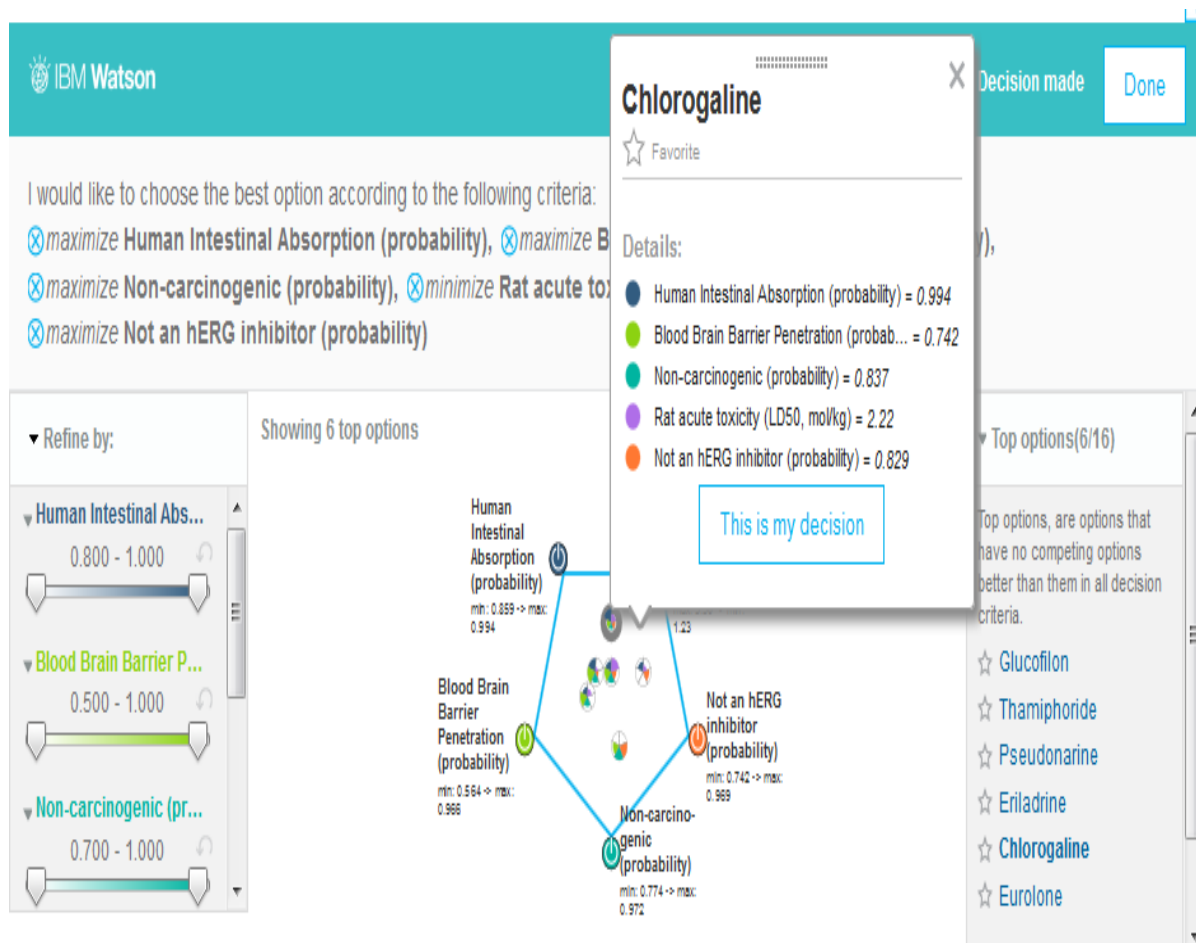 IBM Watson
Decision made
Done
I would like to choose the best option according to the following criteria:
maximize Human Intestinal Absorption (probability), maximize B
y),
maximize Non-carcinogenic (probability), minimize Rat acute tox
maximize Not an hERG inhibitor (probability)
Chlorogaline
Favorite
Details:
Human Intestinal Absorption (probability) = 0.994
Blood Brain Barrier Penetration (probab... = 0.742
Non-carcinogenic (probability) = 0.837
Rat acute toxicity (LD50, mol/kg) = 2.22
Not an hERG inhibitor (probability) = 0.829
This is my decision
Refine by:
Human Intestinal Abs...
0.800 - 1.000
Blood Brain Barrier P...
0.500 - 1.000
Non-carcinogenic (pr...
0.700 - 1.000
Showing 6 top options
Human
Intestinal
Absorption
(probability)
min: 0.859 -> max:
0.994
1.23
Blood Brain
Barrier
Penetration
(probability)
min: 0.564 -> max:
0.966
Not an hERG
inhibitor
(probability)
min: 0.742 -> max:
0.969
Non-carcino-
genic
(probability)
min: 0.774 -> max:
0.972
Top options(6/16)
Top options, are options that
have no competing options
better than them in all decision
criteria.
Glucofilon
Thamiphoride
Pseudonarine
Eriladrine
Chlorogaline
Eurolone